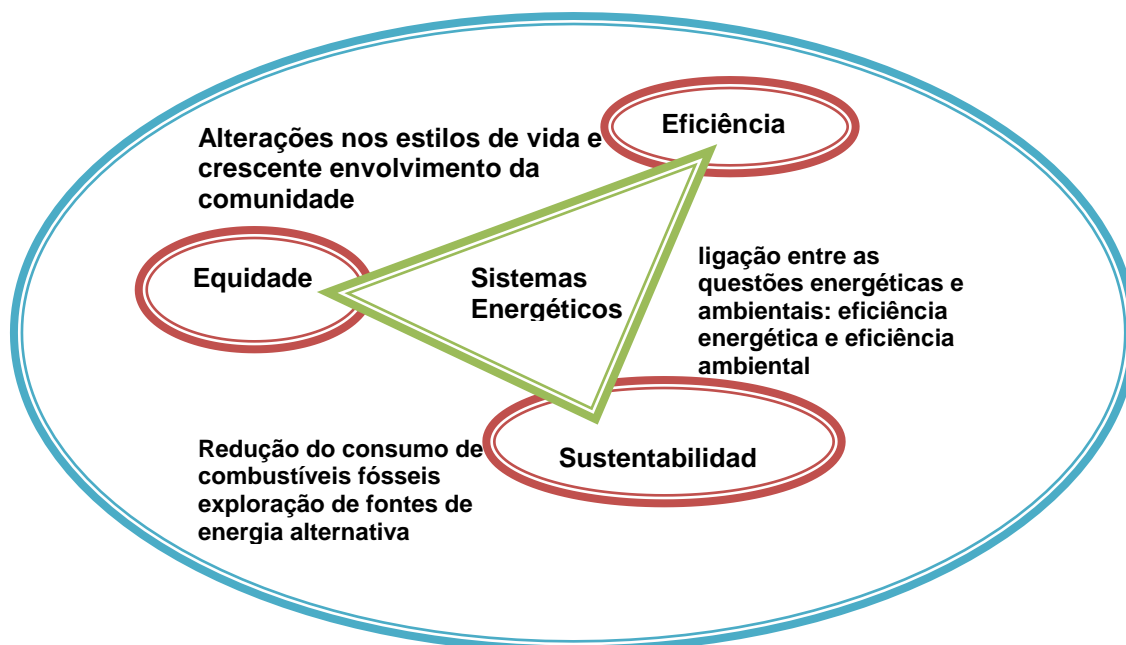 Eficiência
Alterações nos estilos de vida e
crescente envolvimento da
comunidade
Equidade
Sistemas
Energéticos
ligação entre as
questões energéticas e
ambientais: eficiência
energética e eficiência
ambiental
Redução do consumo de
combustíveis fósseis
exploração de fontes de
energia alternativa
Sustentabilidad